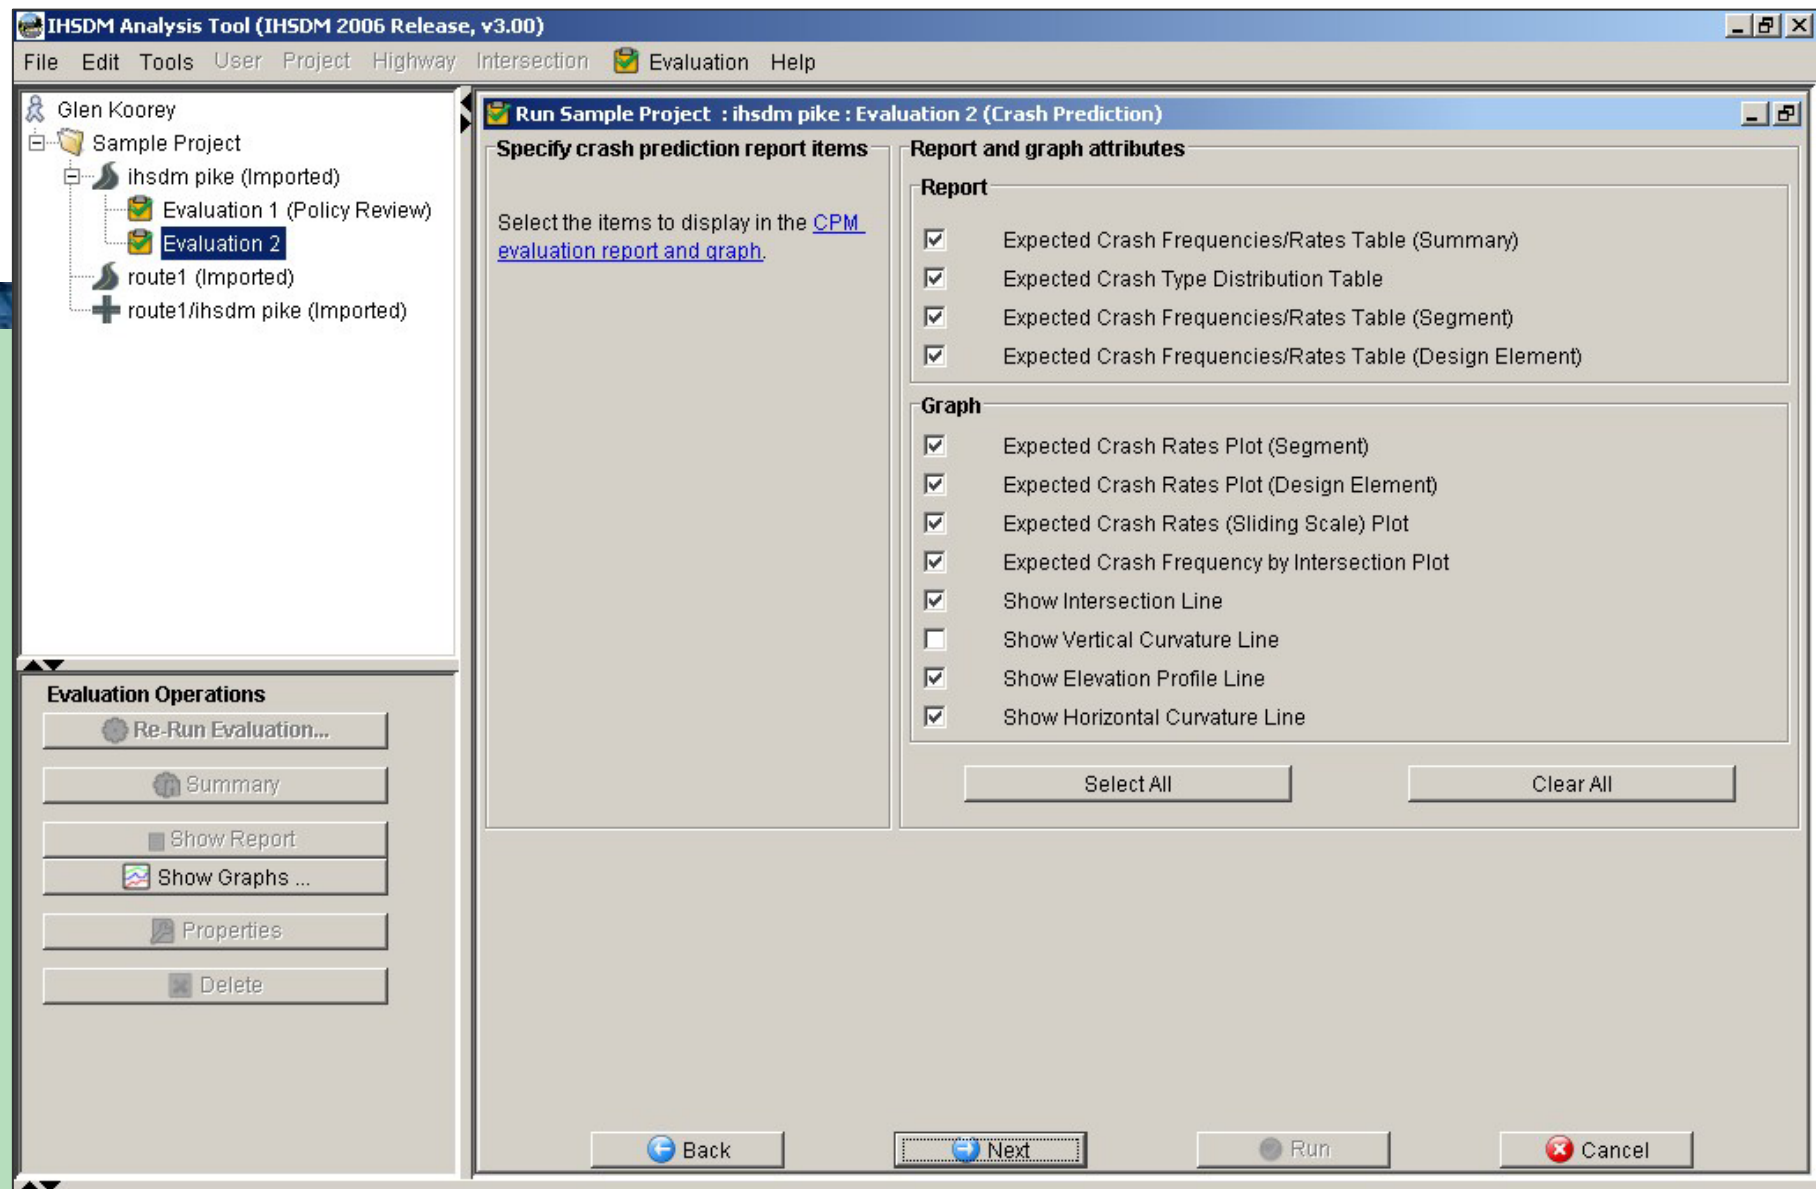 IHSDM Analysis Tool (IHSDM 2006 Release, v3.00)
File Edit Tools User Project Highway Intersection Evaluation Help
Glen Koorey
Sample Project
ihsdm pike (Imported)
Evaluation 1 (Policy Review)
Evaluation 2
route1 (Imported)
route1/ihsdm pike (Imported)
Evaluation Operations
Re-Run Evaluation...
Summary
Show Report
Show Graphs ...
Properties
Delete
Run Sample Project : ihsdm pike : Evaluation 2 (Crash Prediction)
Specify crash prediction report items
Select the items to display in the CPM
evaluation report and graph.
Report and graph attributes
Report
Expected Crash Frequencies/Rates Table (Summary)
Expected Crash Type Distribution Table
Expected Crash Frequencies/Rates Table (Segment)
Expected Crash Frequencies/Rates Table (Design Element)
Graph
Expected Crash Rates Plot (Segment)
Expected Crash Rates Plot (Design Element)
Expected Crash Rates (Sliding Scale) Plot
Expected Crash Frequency by Intersection Plot
Show Intersection Line
Show Vertical Curvature Line
Show Elevation Profile Line
Show Horizontal Curvature Line
Select All Clear All
Back Next Run Cancel